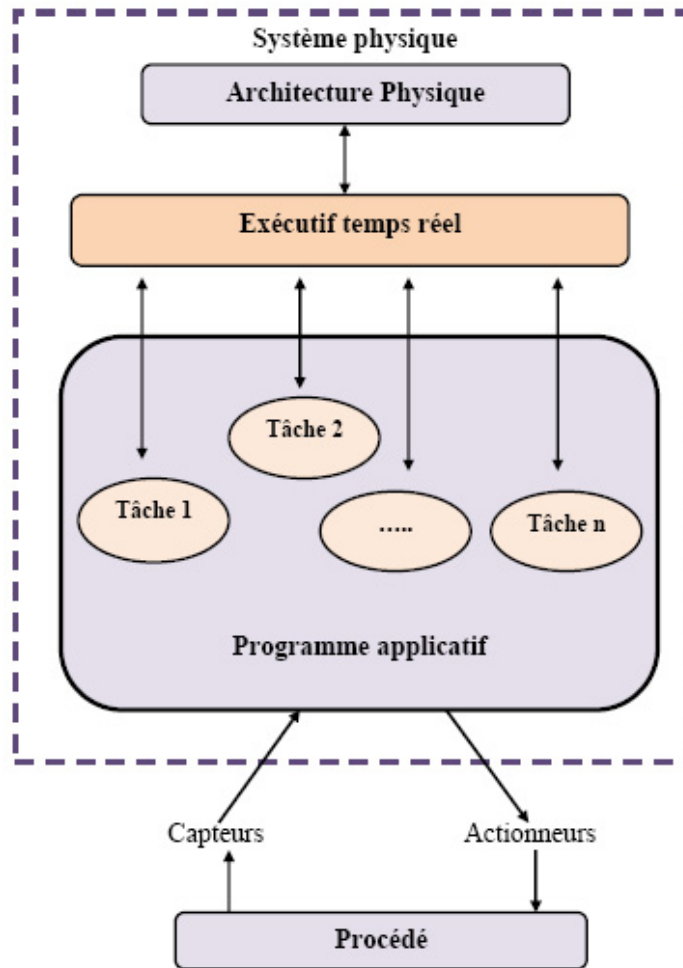 Système physique
Architecture Physique
Exécutif temps réel
Tâche 2
Tâche 1
.....
Tâche n
Programme applicatif
Capteurs
Actionneurs
Procédé